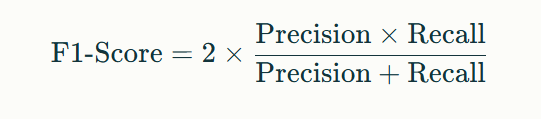 F1-Score = 2 × Precision × Recall / Precision + Recall